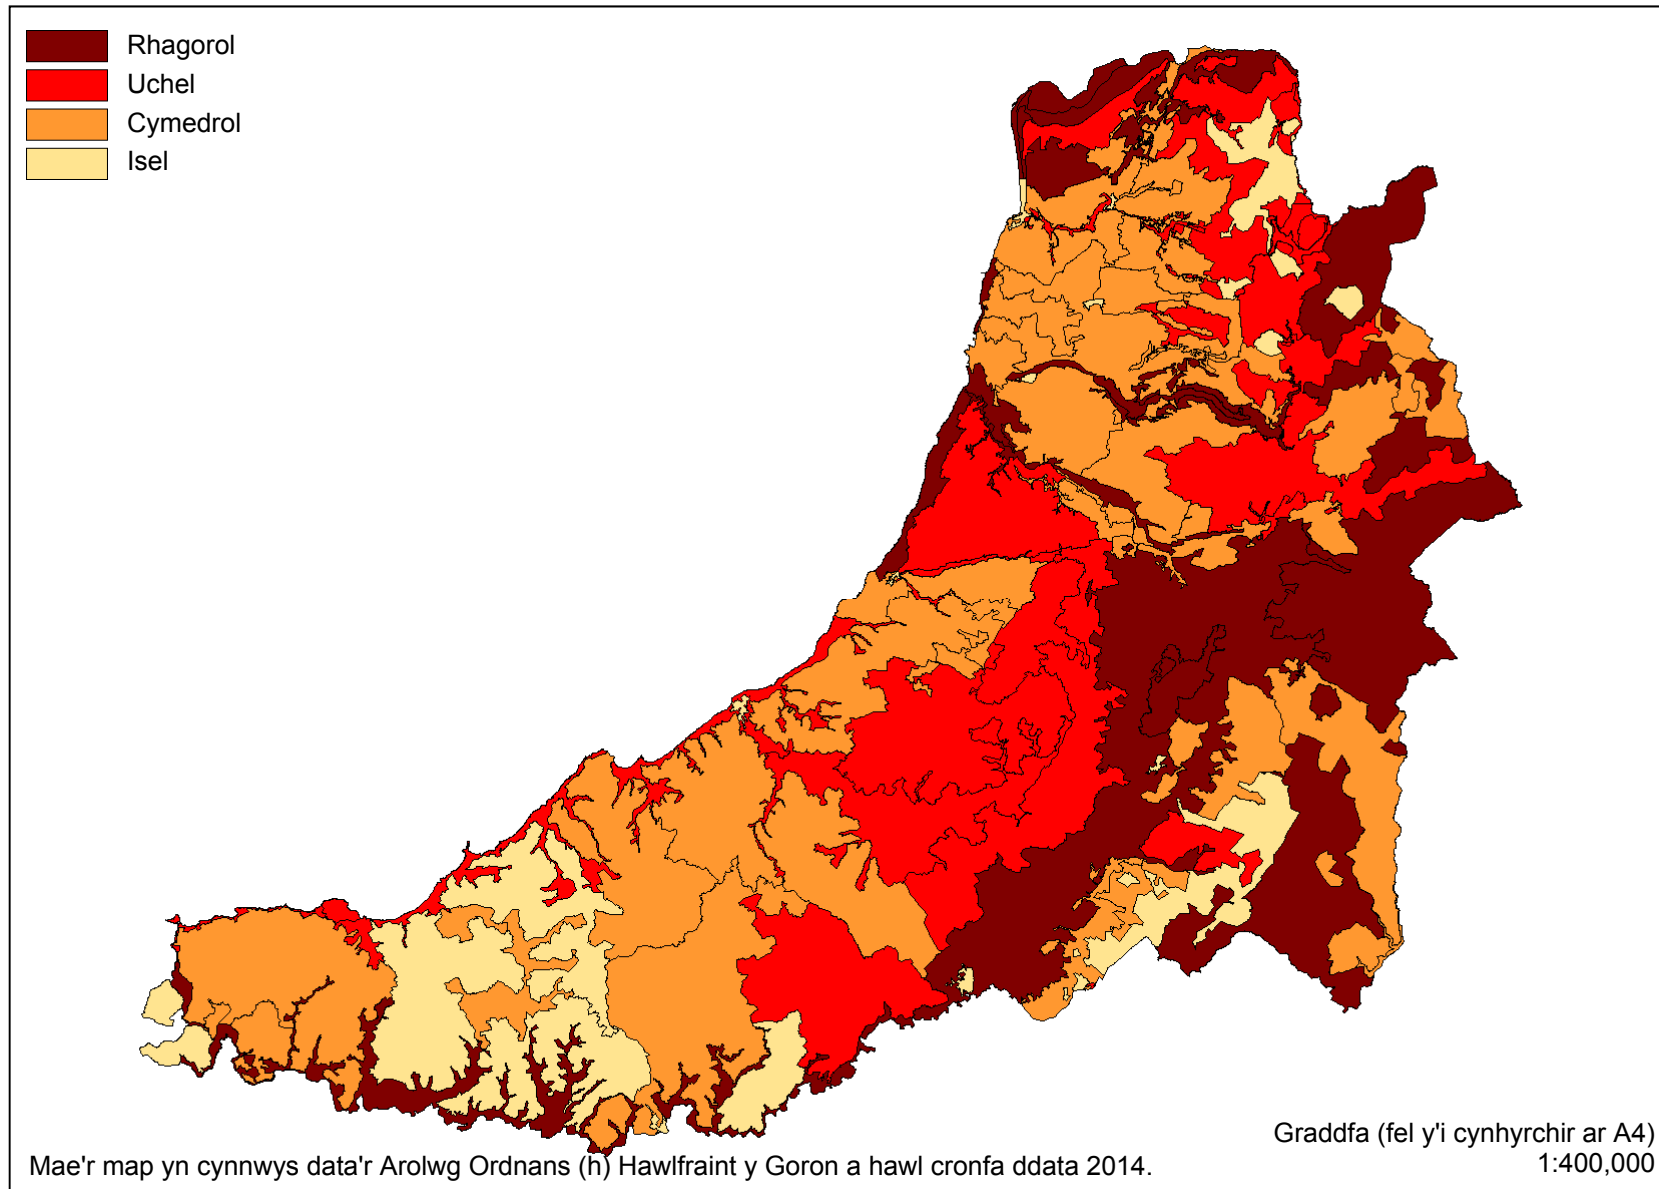 Rhagorol
Uchel
Cymedrol
Isel
Graddfa (fel y'i cynhyrchir ar A4)
1:400,000
Mae'r map yn cynnwys data'r Arolwg Ordnans (h) Hawlfraint y Goron a hawl cronfa ddata 2014.